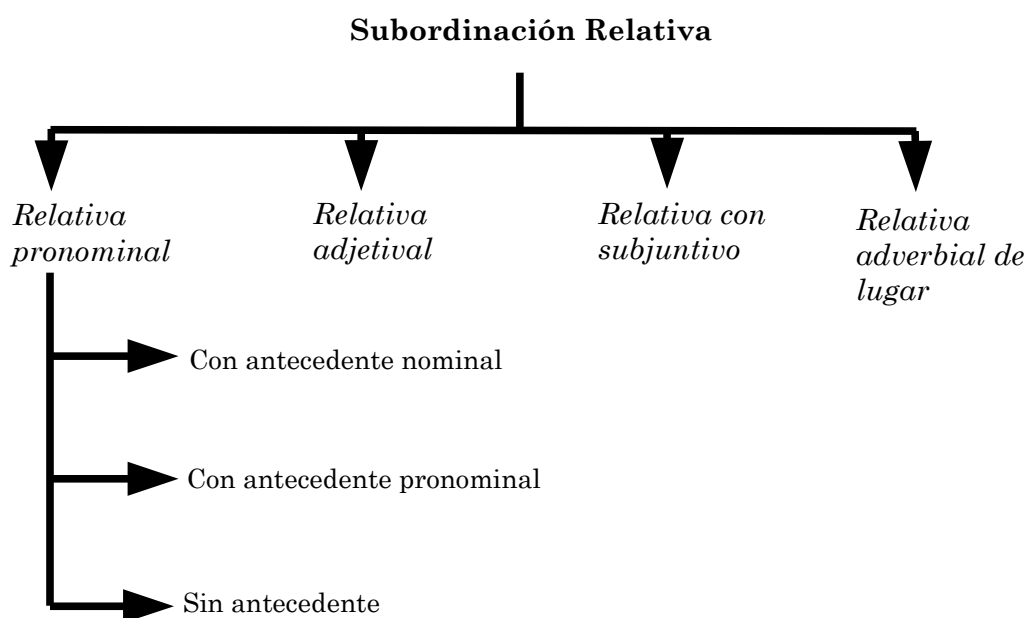 Subordinación Relativa
Relativa
pronominal
Relativa
adjetival
Relativa con
subjuntivo
Relativa
adverbial de
lugar
Con antecedente nominal
Con antecedente pronominal
Sin antecedente